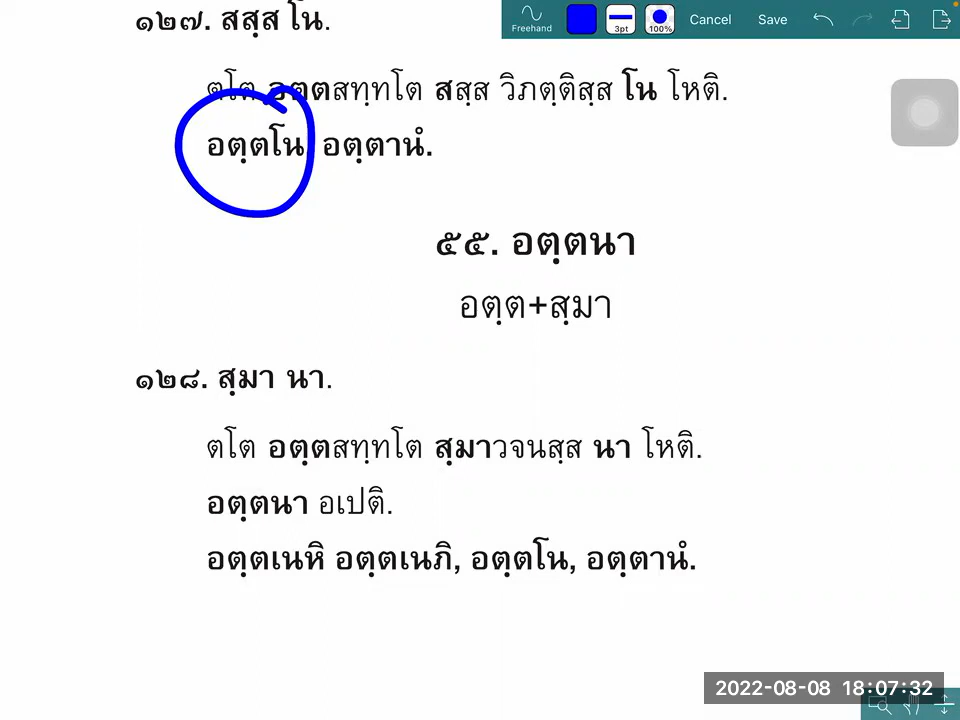 ๑๒๗. สสฺส โน.
Freehand
3pt
100%
Cancel
Save
ตโต อตฺตสทฺทโต สสฺส วิภตฺติสฺส โน โหติ.
อตฺตโน อตฺตานํ.
๕๕. อตฺตนา
อตฺต+สฺมา
๑๒๘. สฺมา นา.
ตโต อตฺตสทฺทโต สฺมาวจนสฺส นา โหติ.
อตฺตนา อเปติ.
อตฺตเนหิ อตฺตเนภิ, อตฺตโน, อตฺตานํ.
2022-08-08 18:07:32